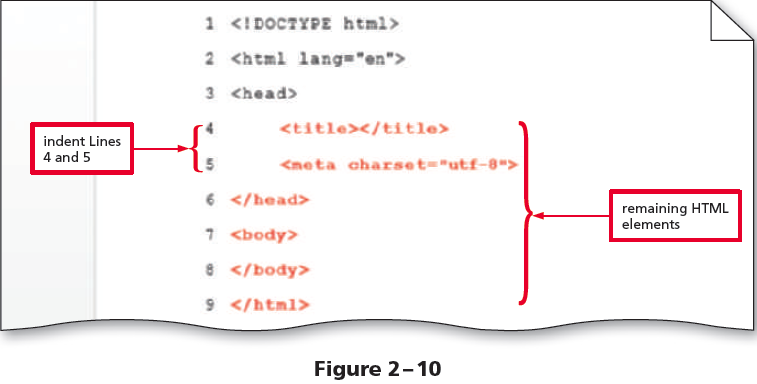 1 <!DOCTYPE html>
2 <html lang="en">
3 <head>
4 <title></title>
5 <meta charset="utf-8">
6 </head>
7 <body>
8 </body>
9 </html>
indent Lines
4 and 5
remaining HTML
elements
Figure 2–10